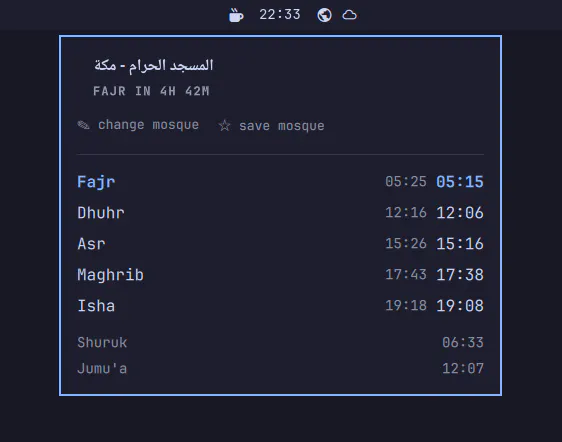 22:33
المسجد الحرام - مكة
FAJR IN 4H 42M
✎ change mosque ☆ save mosque
Fajr 05:25 05:15
Dhuhr 12:16 12:06
Asr 15:26 15:16
Maghrib 17:43 17:38
Isha 19:18 19:08
Shuruk 06:33
Jumu'a 12:07